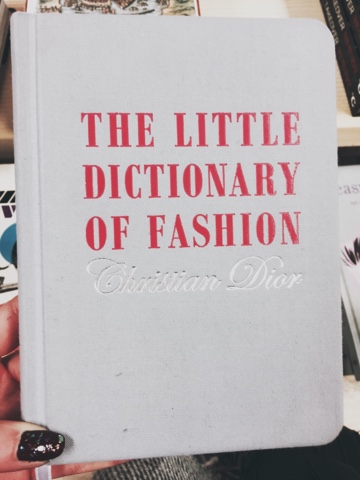 THE LITTLE
DICTIONARY
OF FASHION
Christian Dior